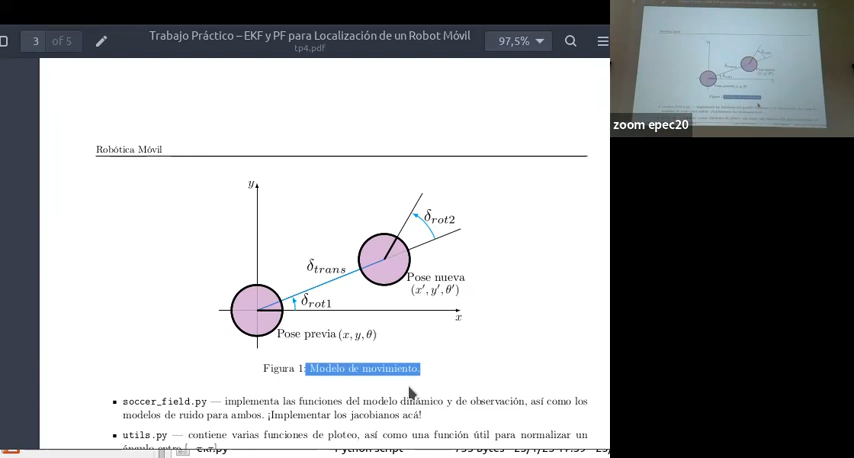 3 of 5
Trabajo Práctico – EKF y PF para Localización de un Robot Móvil
tp4.pdf
97,5%
zoom epec20
Robótica Móvil
y
δrot2
δtrans
Pose nueva
(x′, y′, θ′)
δrot1
x
Pose previa (x, y, θ)
Figura 1: Modelo de movimiento.
▪ soccer_field.py — implementa las funciones del modelo dinámico y de observación, así como los
modelos de ruido para ambos. ¡Implementar los jacobianos acá!
▪ utils.py — contiene varias funciones de ploteo, así como una función útil para normalizar un